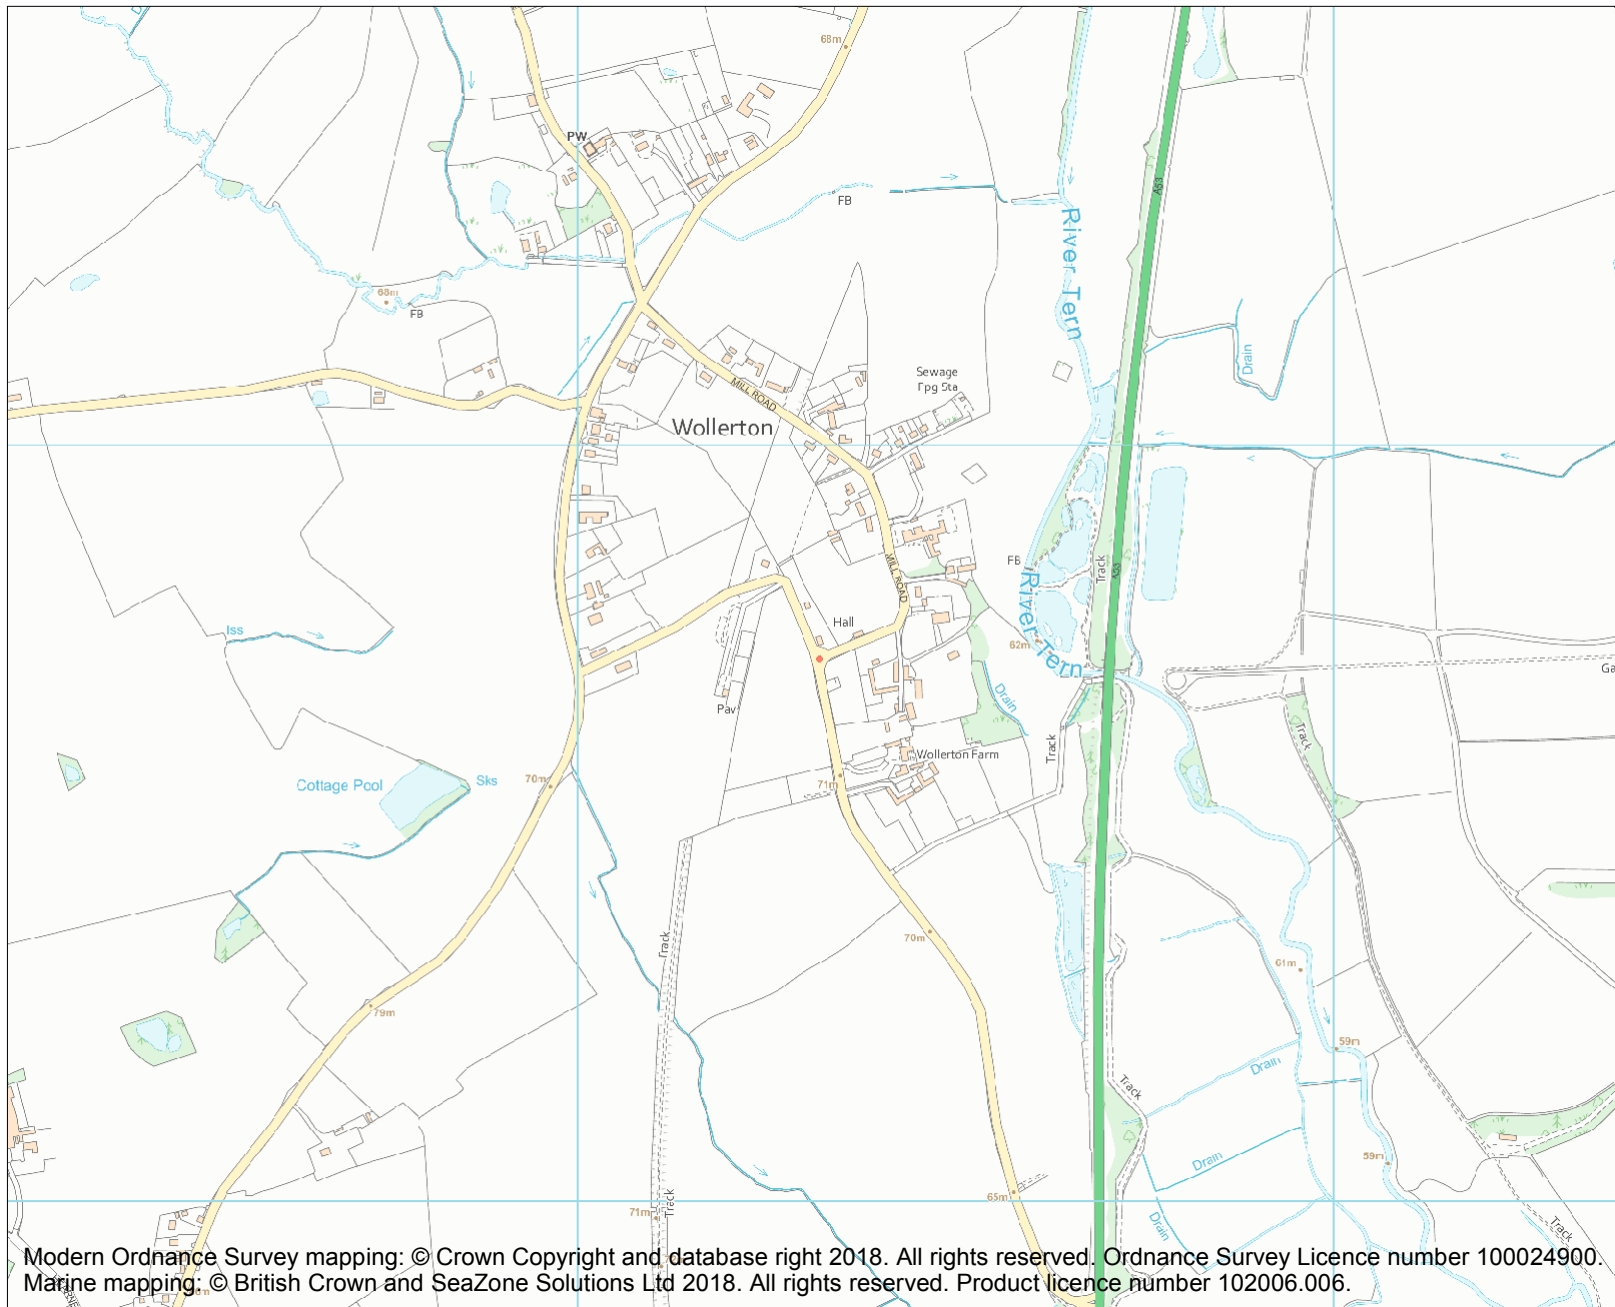 68m
PW
FB
A53
River Tern
68m
FB
Drain
Sewage
Ppg Sta
MILL ROAD
Wollerton
FB
Track
A53
MILL ROAD
River Tern
Iss
Hall
62m
Ga
Drain
Pav
Track
Track
Wollerton Farm
Cottage Pool
Sks
70m
71m
Track
70m
61m
79m
59m
Drain
Track
59m
Drain
65m
Track
71m
Drain
Track
Modern Ordnance Survey mapping: © Crown Copyright and database right 2018. All rights reserved. Ordnance Survey Licence number 100024900.
Marine mapping: © British Crown and SeaZone Solutions Ltd 2018. All rights reserved. Product licence number 102006.006.